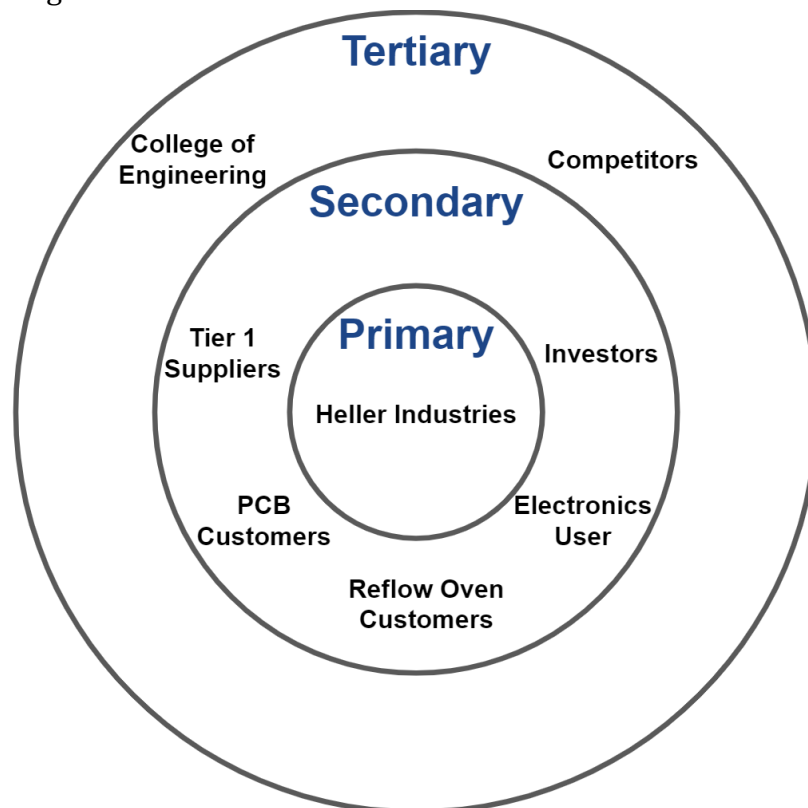 Tertiary
College of
Engineering
Competitors
Secondary
Primary
Tier 1
Suppliers
Investors
Heller Industries
PCB
Customers
Electronics
User
Reflow Oven
Customers